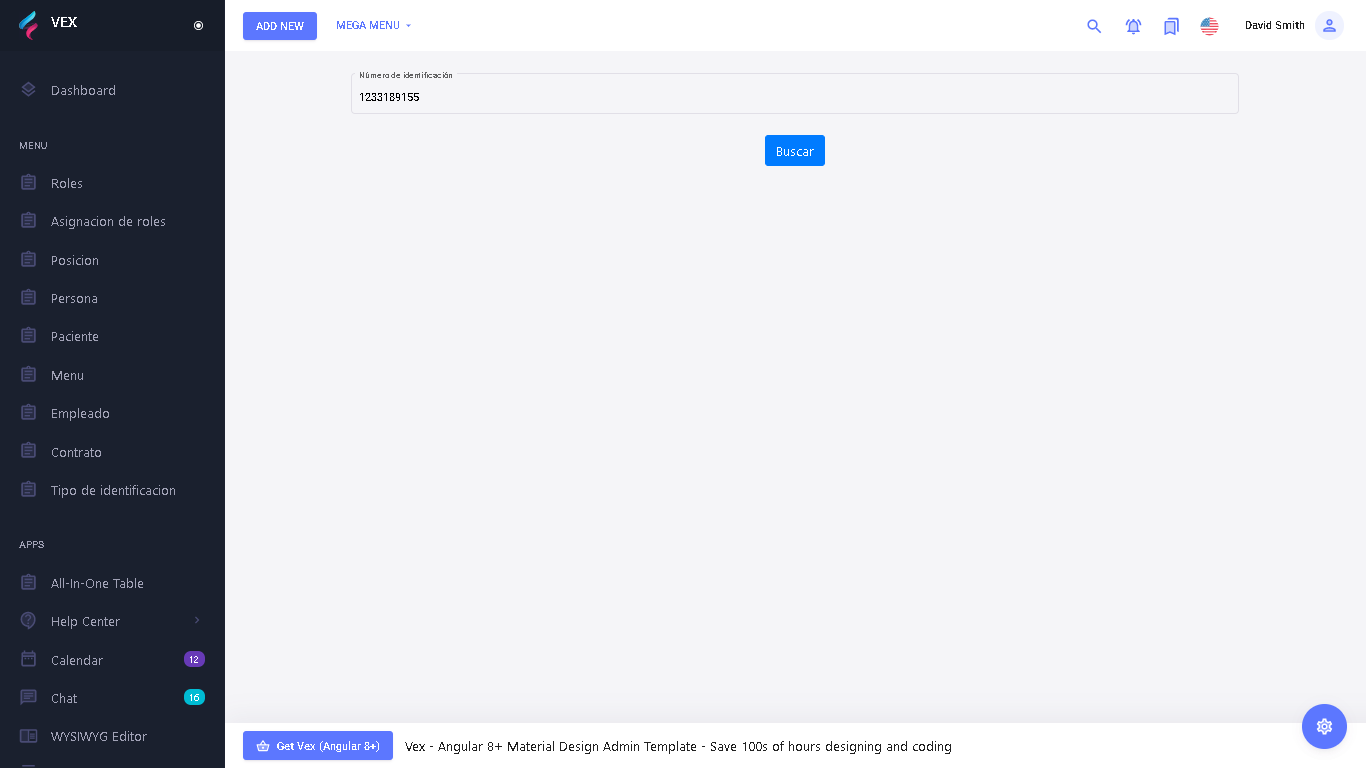 VEX
ADD NEW
MEGA MENU
David Smith
Dashboard
MENU
Roles
Asignacion de roles
Posicion
Persona
Paciente
Menu
Empleado
Contrato
Tipo de identificacion
APPS
All-In-One Table
Help Center
Calendar 12
Chat 16
WYSIWYG Editor
Número de identificación
1233189155
Buscar
Get Vex (Angular 8+)
Vex - Angular 8+ Material Design Admin Template - Save 100s of hours designing and coding